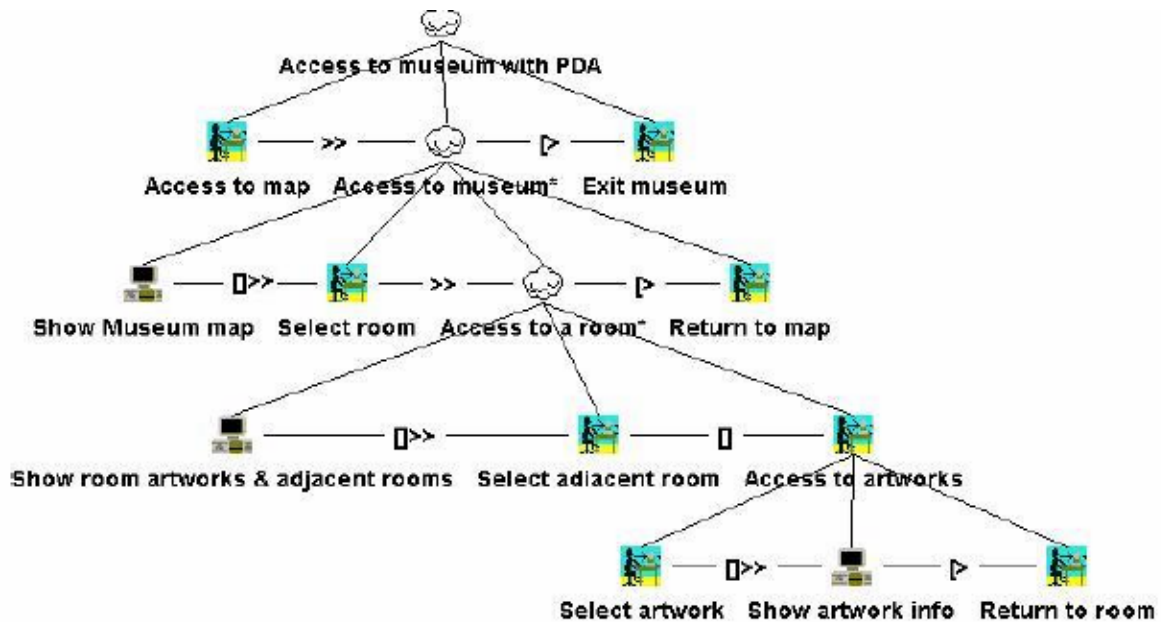 Access to museum with PDA
>> [>
Access to map Access to museum* Exit museum
[]>> >> [>
Show Museum map Select room Access to a room* Return to map
[]>> []
Show room artworks & adjacent rooms Select adiacent room Access to artworks
[]>> [>
Select artwork Show artwork info Return to room